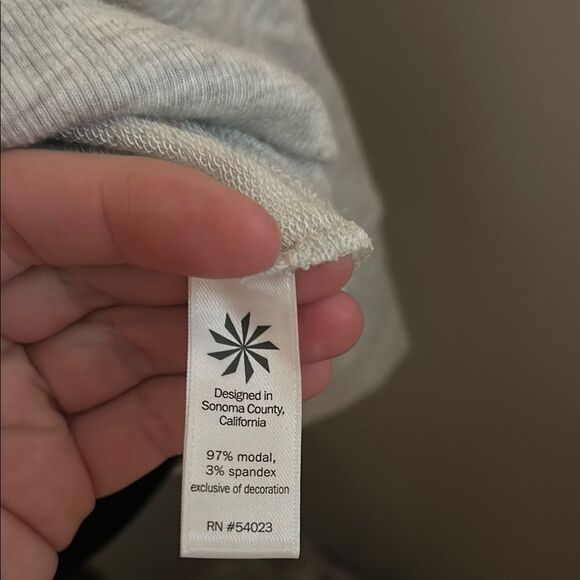 Designed in
Sonoma County,
California
97% modal,
3% spandex
exclusive of decoration
RN #54023